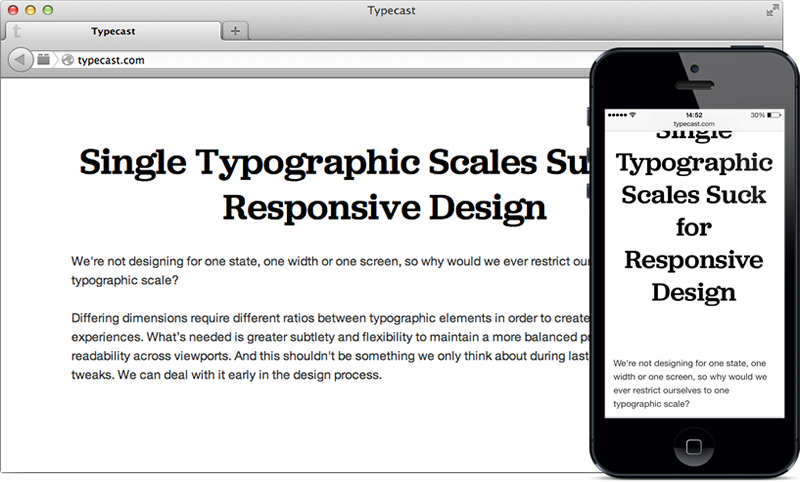 Typecast
t Typecast +
typecast.com
Single Typographic Scales Su
Responsive Design
We're not designing for one state, one width or one screen, so why would we ever restrict ou
typographic scale?
Differing dimensions require different ratios between typographic elements in order to create
experiences. What's needed is greater subtlety and flexibility to maintain a more balanced p
readability across viewports. And this shouldn't be something we only think about during last
tweaks. We can deal with it early in the design process.
14:52 30%
typecast.com
Single
Typographic
Scales Suck
for
Responsive
Design
We're not designing for one state, one
width or one screen, so why would we
ever restrict ourselves to one
typographic scale?